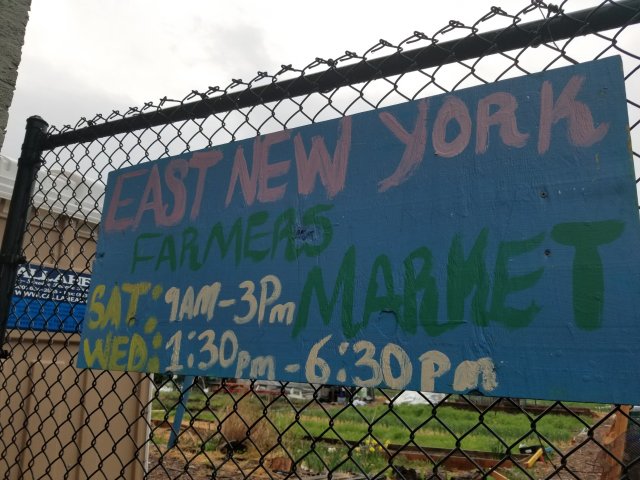 EAST NEW YORK
FARMERS
MARKET
SAT: 9AM-3Pm
WED: 1:30pm-6:30pm